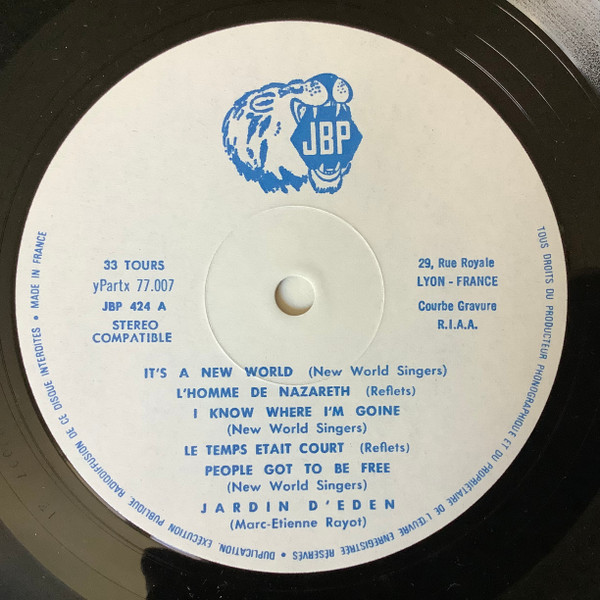 JBP
33 TOURS
yPartx 77.007
JBP 424 A
STEREO
COMPATIBLE
29, Rue Royale
LYON - FRANCE
Courbe Gravure
R.I.A.A.
IT'S A NEW WORLD (New World Singers)
L'HOMME DE NAZARETH (Reflets)
I KNOW WHERE I'M GOINE
(New World Singers)
LE TEMPS ETAIT COURT (Reflets)
PEOPLE GOT TO BE FREE
(New World Singers)
JARDIN D'EDEN
(Marc-Etienne Rayot)
TOUS DROITS DU PRODUCTEUR PHONOGRAPHIQUE ET DU PROPRIETAIRE DE L'ŒUVRE ENREGISTREE RÉSERVÉS • DUPLICATION, EXECUTION PUBLIQUE, RADIODIFFUSION DE CE DISQUE INTERDITES • MADE IN FRANCE